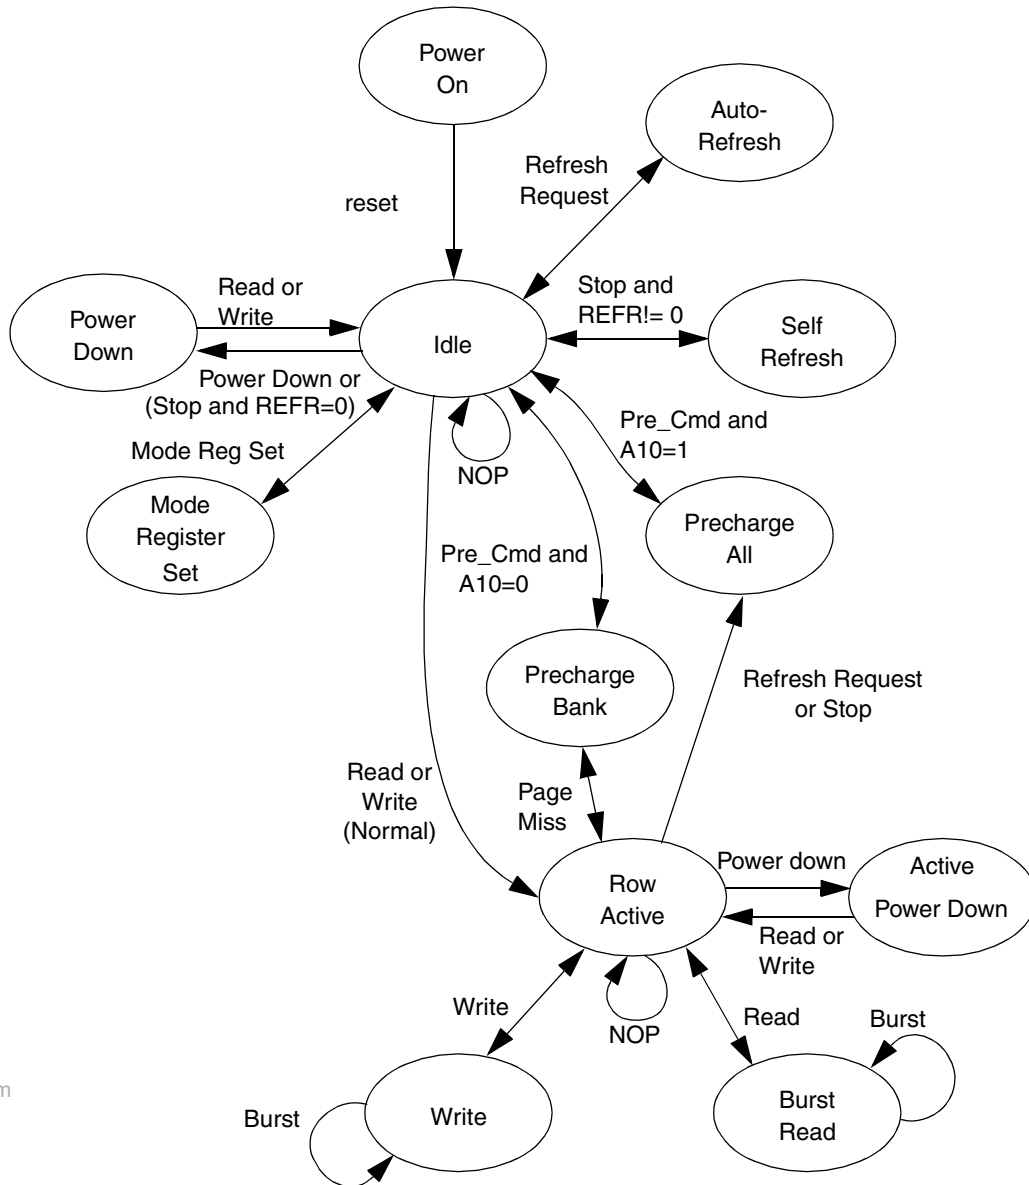 Power
On
Auto-
Refresh
Refresh
Request
reset
Stop and
REFR!= 0
Read or
Write
Power
Down
Idle
Self
Refresh
Power Down or
(Stop and REFR=0)
Pre_Cmd and
A10=1
Mode Reg Set
NOP
Mode
Register
Set
Precharge
All
Pre_Cmd and
A10=0
Precharge
Bank
Refresh Request
or Stop
Read or
Write
(Normal)
Page
Miss
Row
Active
Power down
Active
Power Down
Read or
Write
Write
NOP
Read
Burst
m
Burst
Write
Burst
Read